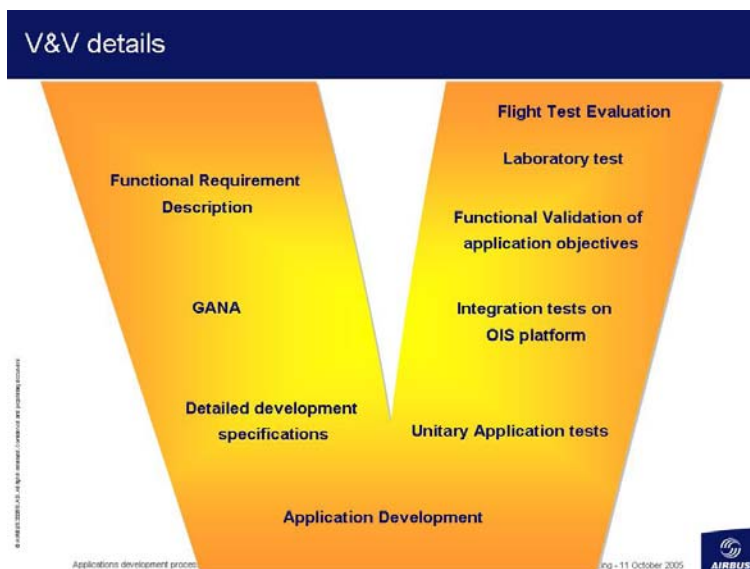 V&V details
Functional Requirement
Description
GANA
Detailed development
specifications
Application Development
Flight Test Evaluation
Laboratory test
Functional Validation of
application objectives
Integration tests on
OIS platform
Unitary Application tests
Applications development proces
ng - 11 October 2005
AIRBUS